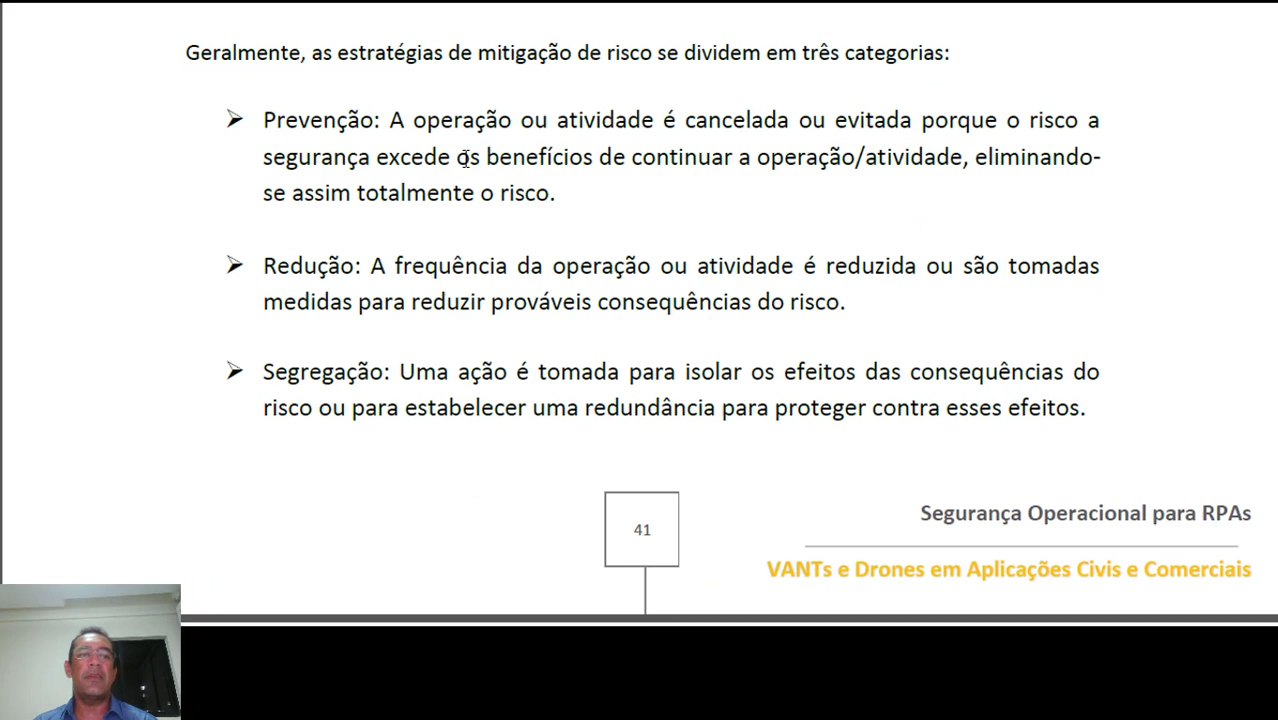 Geralmente, as estratégias de mitigação de risco se dividem em três categorias:
➢ Prevenção: A operação ou atividade é cancelada ou evitada porque o risco a
segurança excede os benefícios de continuar a operação/atividade, eliminando-
se assim totalmente o risco.
➢ Redução: A frequência da operação ou atividade é reduzida ou são tomadas
medidas para reduzir prováveis consequências do risco.
➢ Segregação: Uma ação é tomada para isolar os efeitos das consequências do
risco ou para estabelecer uma redundância para proteger contra esses efeitos.
41
Segurança Operacional para RPAs
VANTs e Drones em Aplicações Civis e Comerciais